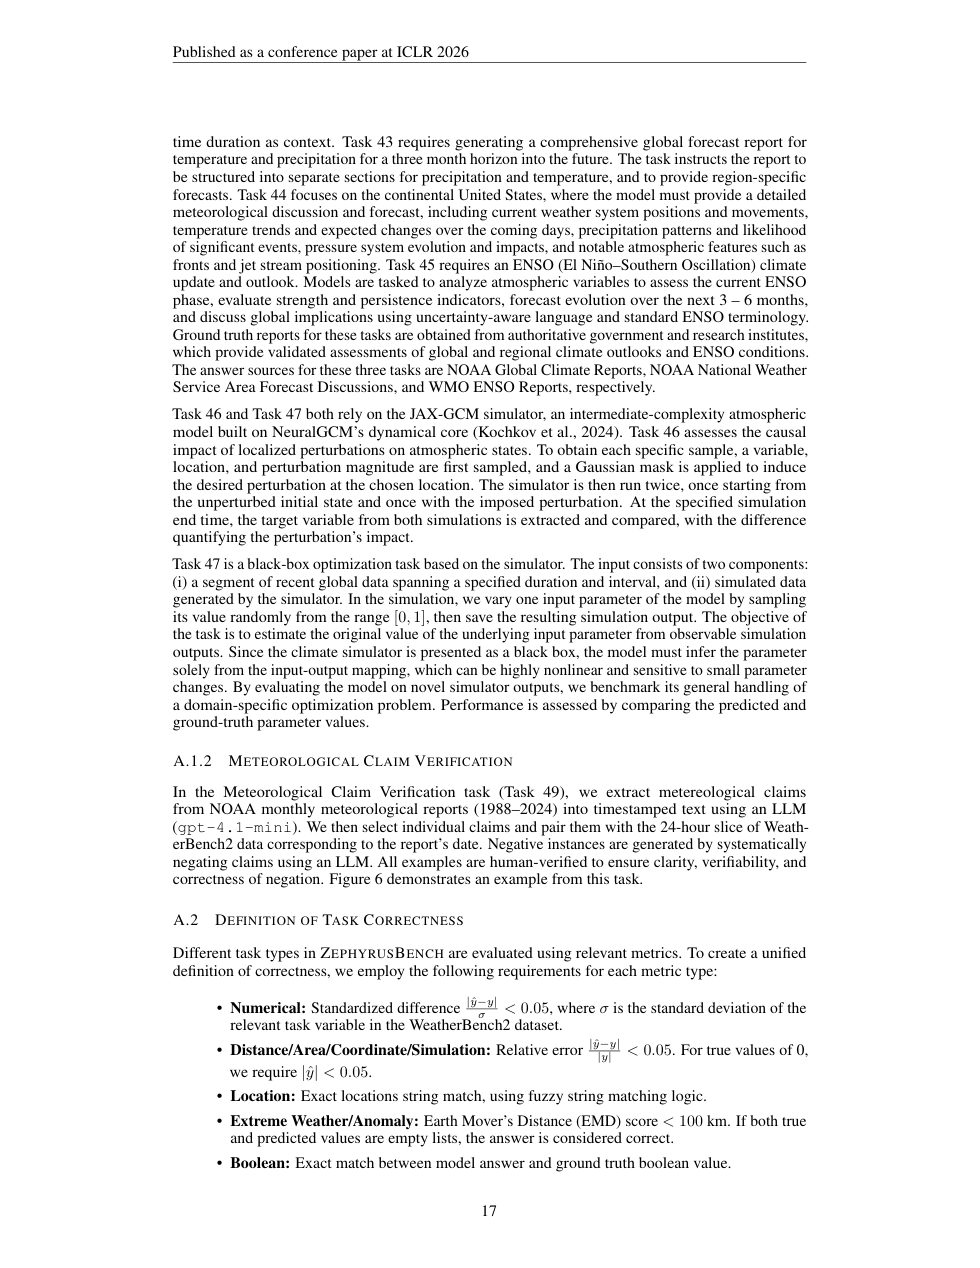 Published as a conference paper at ICLR 2026
time duration as context. Task 43 requires generating a comprehensive global forecast report for
temperature and precipitation for a three month horizon into the future. The task instructs the report to
be structured into separate sections for precipitation and temperature, and to provide region-specific
forecasts. Task 44 focuses on the continental United States, where the model must provide a detailed
meteorological discussion and forecast, including current weather system positions and movements,
temperature trends and expected changes over the coming days, precipitation patterns and likelihood
of significant events, pressure system evolution and impacts, and notable atmospheric features such as
fronts and jet stream positioning. Task 45 requires an ENSO (El Niño–Southern Oscillation) climate
update and outlook. Models are tasked to analyze atmospheric variables to assess the current ENSO
phase, evaluate strength and persistence indicators, forecast evolution over the next 3 – 6 months,
and discuss global implications using uncertainty-aware language and standard ENSO terminology.
Ground truth reports for these tasks are obtained from authoritative government and research institutes,
which provide validated assessments of global and regional climate outlooks and ENSO conditions.
The answer sources for these three tasks are NOAA Global Climate Reports, NOAA National Weather
Service Area Forecast Discussions, and WMO ENSO Reports, respectively.
Task 46 and Task 47 both rely on the JAX-GCM simulator, an intermediate-complexity atmospheric
model built on NeuralGCM's dynamical core (Kochkov et al., 2024). Task 46 assesses the causal
impact of localized perturbations on atmospheric states. To obtain each specific sample, a variable,
location, and perturbation magnitude are first sampled, and a Gaussian mask is applied to induce
the desired perturbation at the chosen location. The simulator is then run twice, once starting from
the unperturbed initial state and once with the imposed perturbation. At the specified simulation
end time, the target variable from both simulations is extracted and compared, with the difference
quantifying the perturbation's impact.
Task 47 is a black-box optimization task based on the simulator. The input consists of two components:
(i) a segment of recent global data spanning a specified duration and interval, and (ii) simulated data
generated by the simulator. In the simulation, we vary one input parameter of the model by sampling
its value randomly from the range [0, 1], then save the resulting simulation output. The objective of
the task is to estimate the original value of the underlying input parameter from observable simulation
outputs. Since the climate simulator is presented as a black box, the model must infer the parameter
solely from the input-output mapping, which can be highly nonlinear and sensitive to small parameter
changes. By evaluating the model on novel simulator outputs, we benchmark its general handling of
a domain-specific optimization problem. Performance is assessed by comparing the predicted and
ground-truth parameter values.
A.1.2 METEOROLOGICAL CLAIM VERIFICATION
In the Meteorological Claim Verification task (Task 49), we extract metereological claims
from NOAA monthly meteorological reports (1988–2024) into timestamped text using an LLM
(gpt-4.1-mini). We then select individual claims and pair them with the 24-hour slice of Weath-
erBench2 data corresponding to the report's date. Negative instances are generated by systematically
negating claims using an LLM. All examples are human-verified to ensure clarity, verifiability, and
correctness of negation. Figure 6 demonstrates an example from this task.
A.2 DEFINITION OF TASK CORRECTNESS
Different task types in ZEPHYRUSBENCH are evaluated using relevant metrics. To create a unified
definition of correctness, we employ the following requirements for each metric type:
• Numerical: Standardized difference |ŷ−y|/σ < 0.05, where σ is the standard deviation of the
relevant task variable in the WeatherBench2 dataset.
• Distance/Area/Coordinate/Simulation: Relative error |ŷ−y|/|y| < 0.05. For true values of 0,
we require |ŷ| < 0.05.
• Location: Exact locations string match, using fuzzy string matching logic.
• Extreme Weather/Anomaly: Earth Mover's Distance (EMD) score < 100 km. If both true
and predicted values are empty lists, the answer is considered correct.
• Boolean: Exact match between model answer and ground truth boolean value.
17